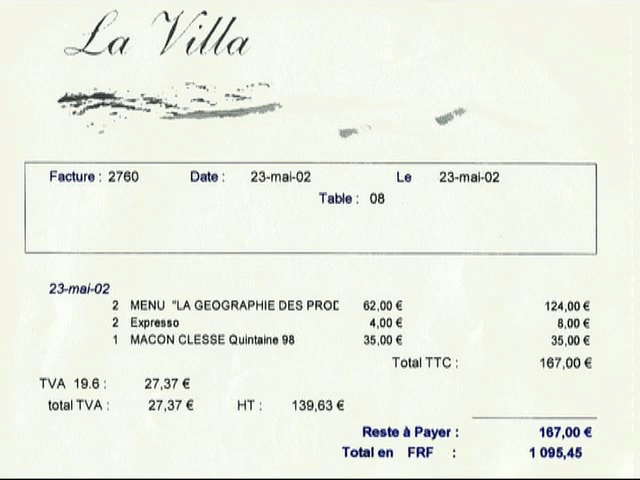 La Villa
Facture : 2760 Date : 23-mai-02 Le 23-mai-02
Table : 08
23-mai-02
2 MENU "LA GEOGRAPHIE DES PROD 62,00 € 124,00 €
2 Expresso 4,00 € 8,00 €
1 MACON CLESSE Quintaine 98 35,00 € 35,00 €
Total TTC : 167,00 €
TVA 19.6 : 27,37 €
total TVA : 27,37 € HT : 139,63 €
Reste à Payer : 167,00 €
Total en FRF : 1 095,45